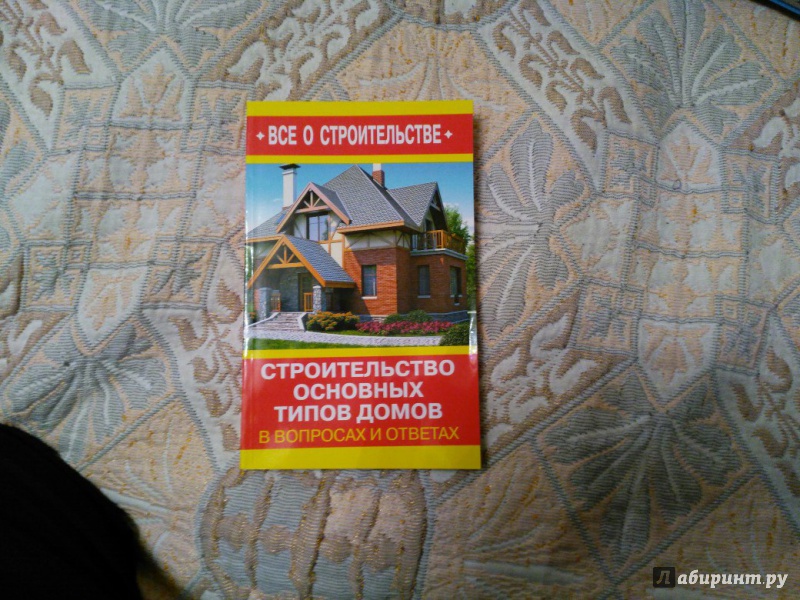 + ВСЕ О СТРОИТЕЛЬСТВЕ +
СТРОИТЕЛЬСТВО
ОСНОВНЫХ
ТИПОВ ДОМОВ
В ВОПРОСАХ И ОТВЕТАХ
Лабиринт.ру